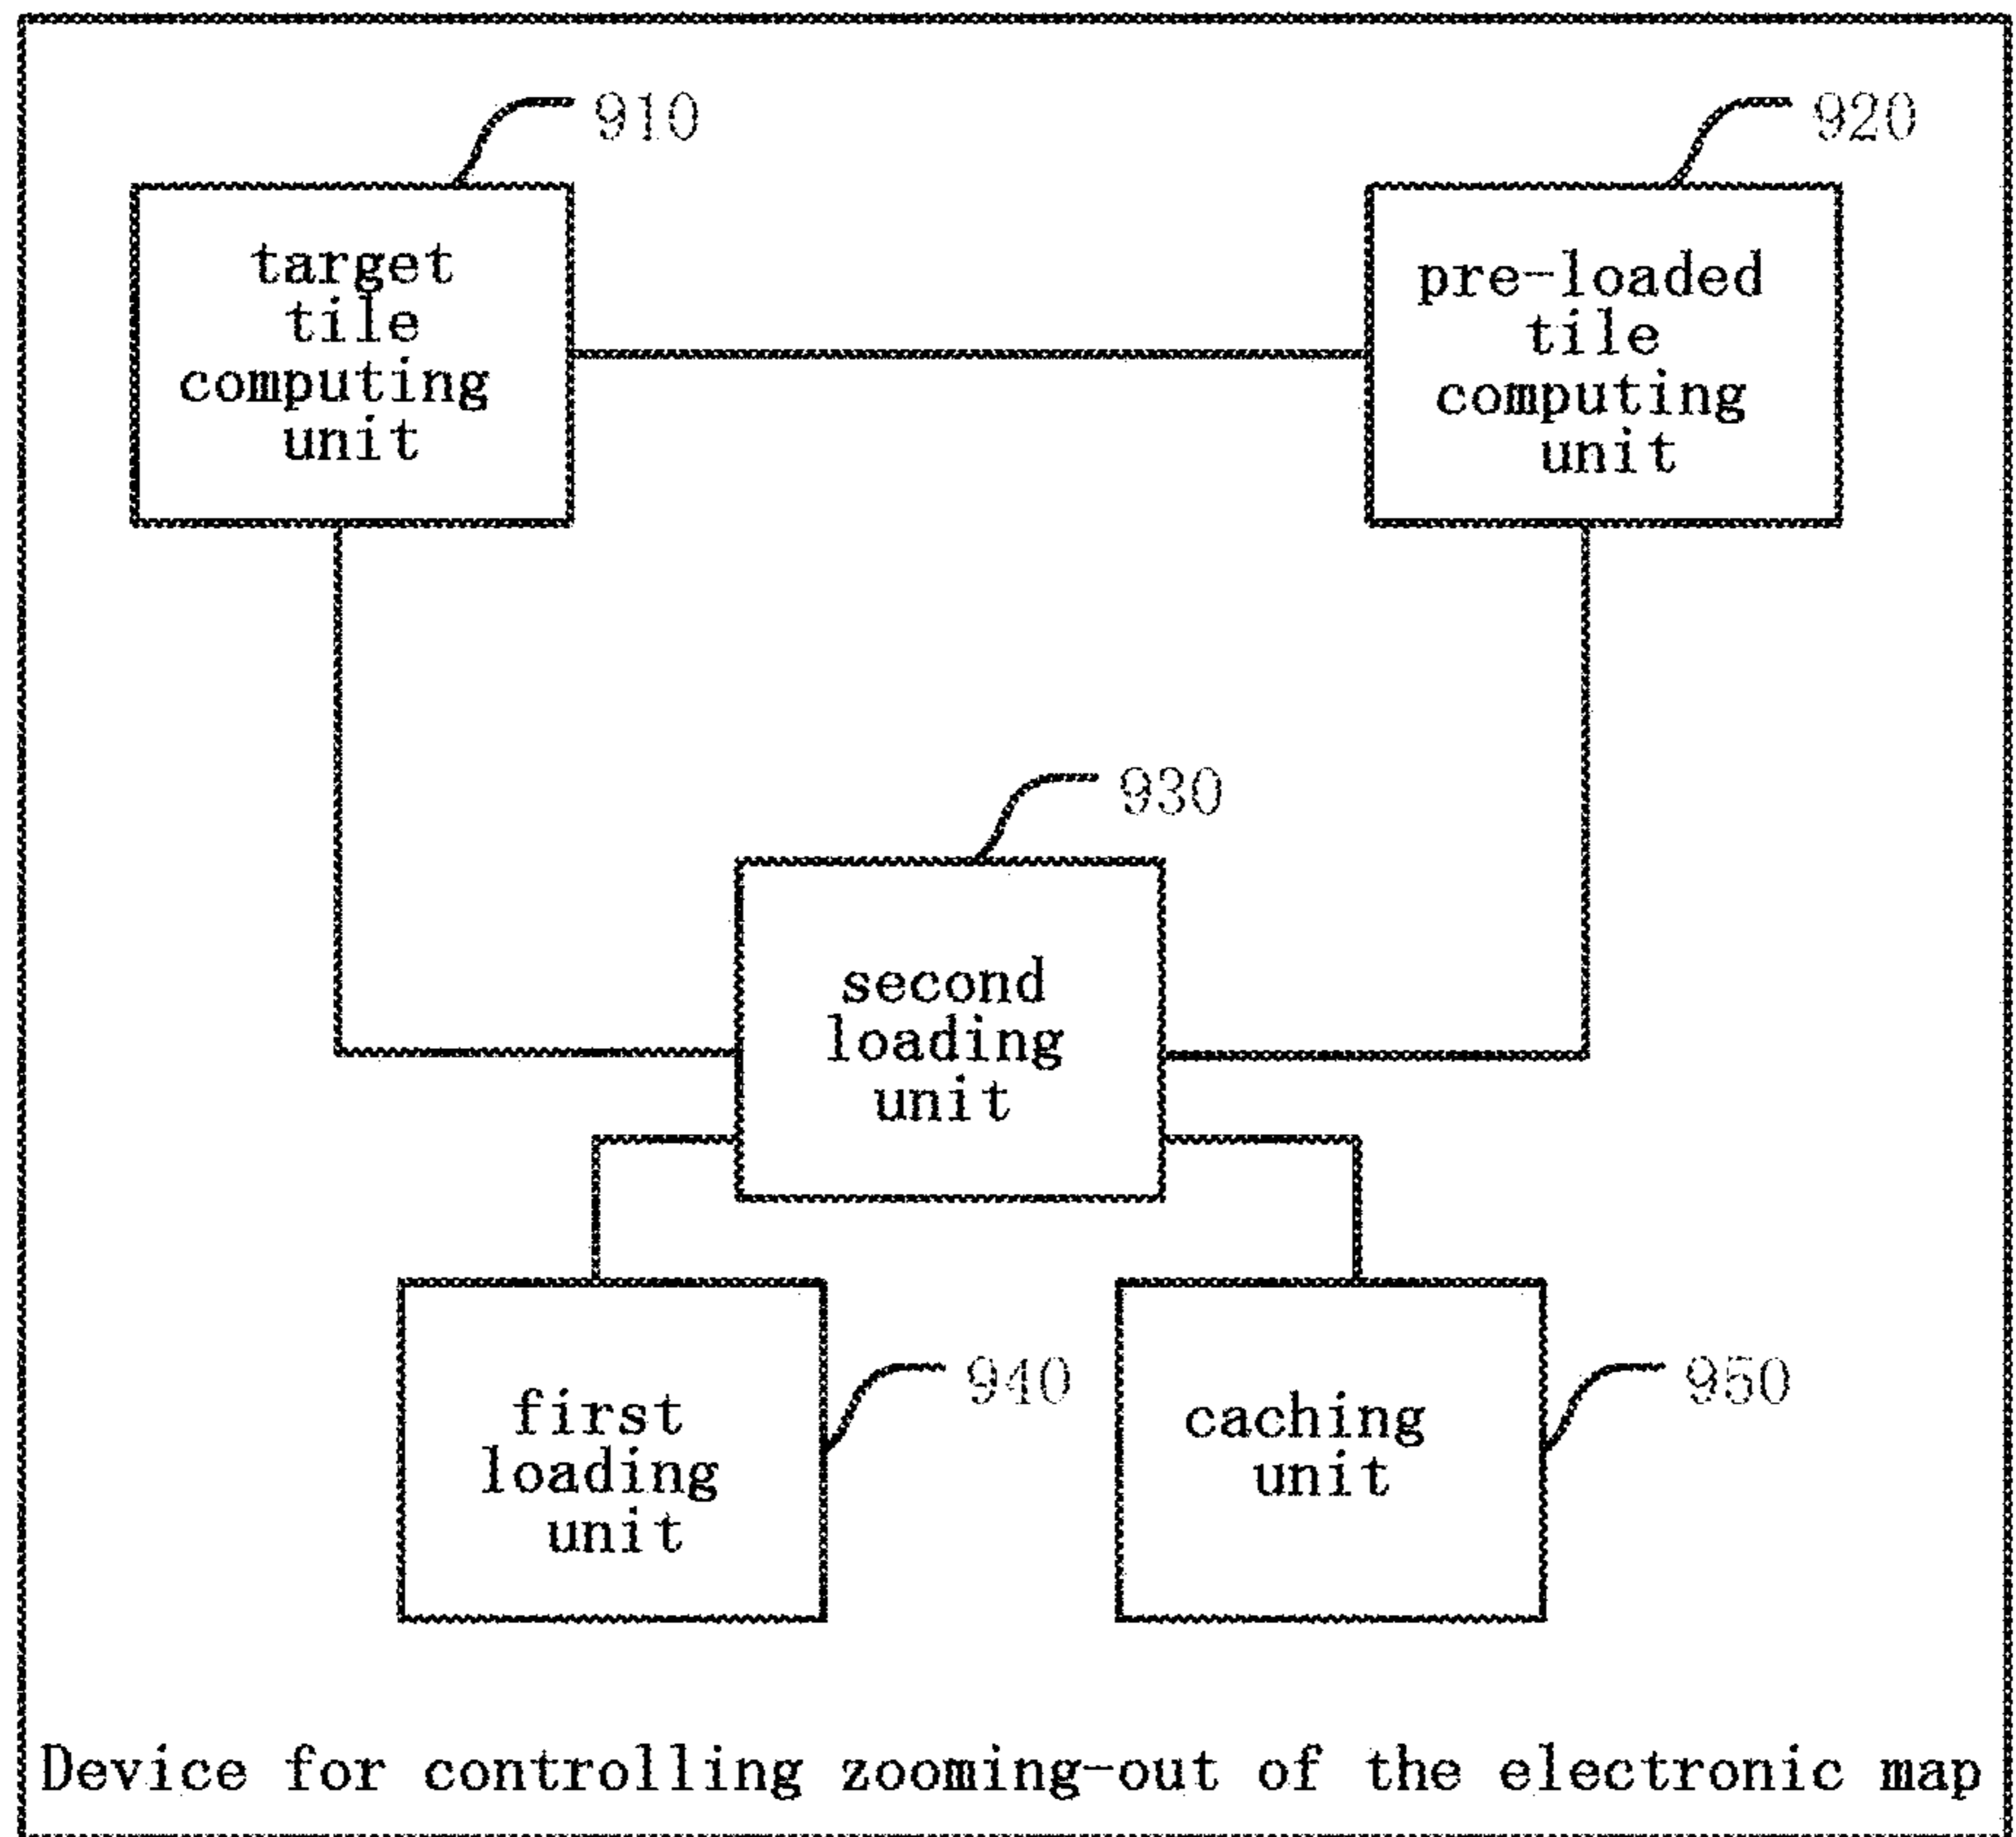 910
920
target
tile
computing
unit
pre-loaded
tile
computing
unit
930
second
loading
unit
940
950
first
loading
unit
caching
unit
Device for controlling zooming-out of the electronic map